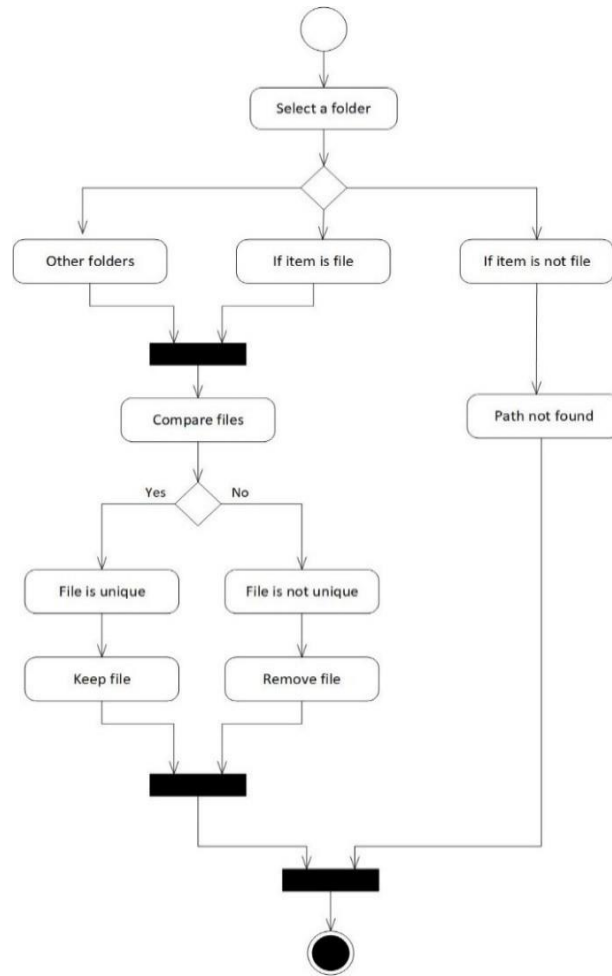 Select a folder
Other folders
If item is file
If item is not file
Compare files
Path not found
Yes
No
File is unique
File is not unique
Keep file
Remove file